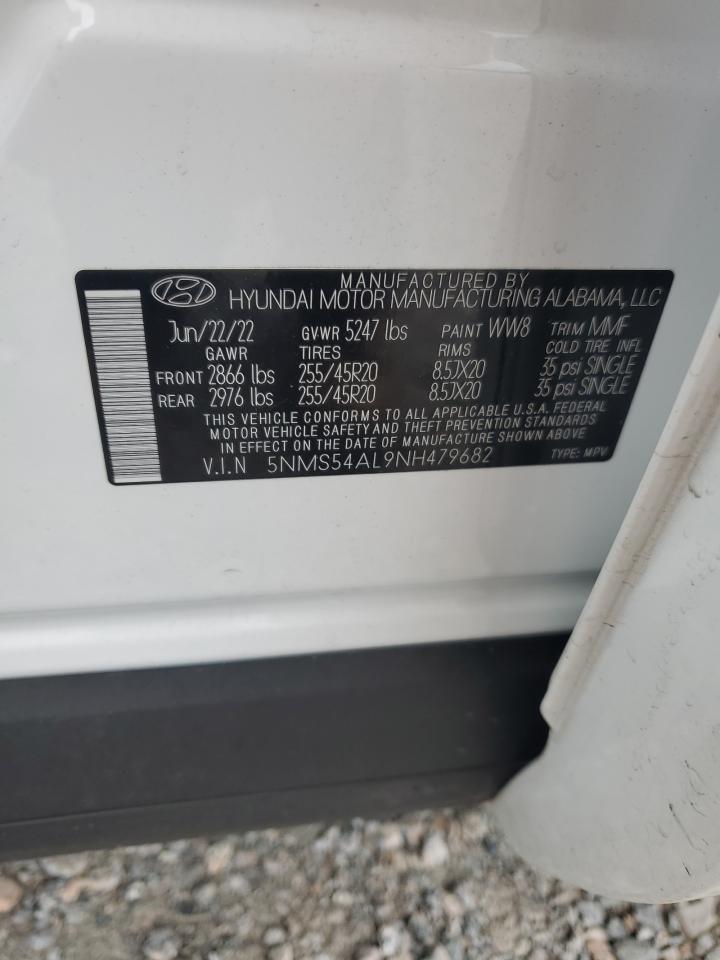 MANUFACTURED BY
HYUNDAI MOTOR MANUFACTURING ALABAMA, LLC
Jun/22/22 GVWR 5247 lbs PAINT WW8 TRIM MMF
GAWR TIRES RIMS COLD TIRE INFL
FRONT 2866 lbs 255/45R20 8.5JX20 35 psi SINGLE
REAR 2976 lbs 255/45R20 8.5JX20 35 psi SINGLE
THIS VEHICLE CONFORMS TO ALL APPLICABLE U.S.A. FEDERAL
MOTOR VEHICLE SAFETY AND THEFT PREVENTION STANDARDS
IN EFFECT ON THE DATE OF MANUFACTURE SHOWN ABOVE
V.I.N 5NMS54AL9NH479682 TYPE: MPV